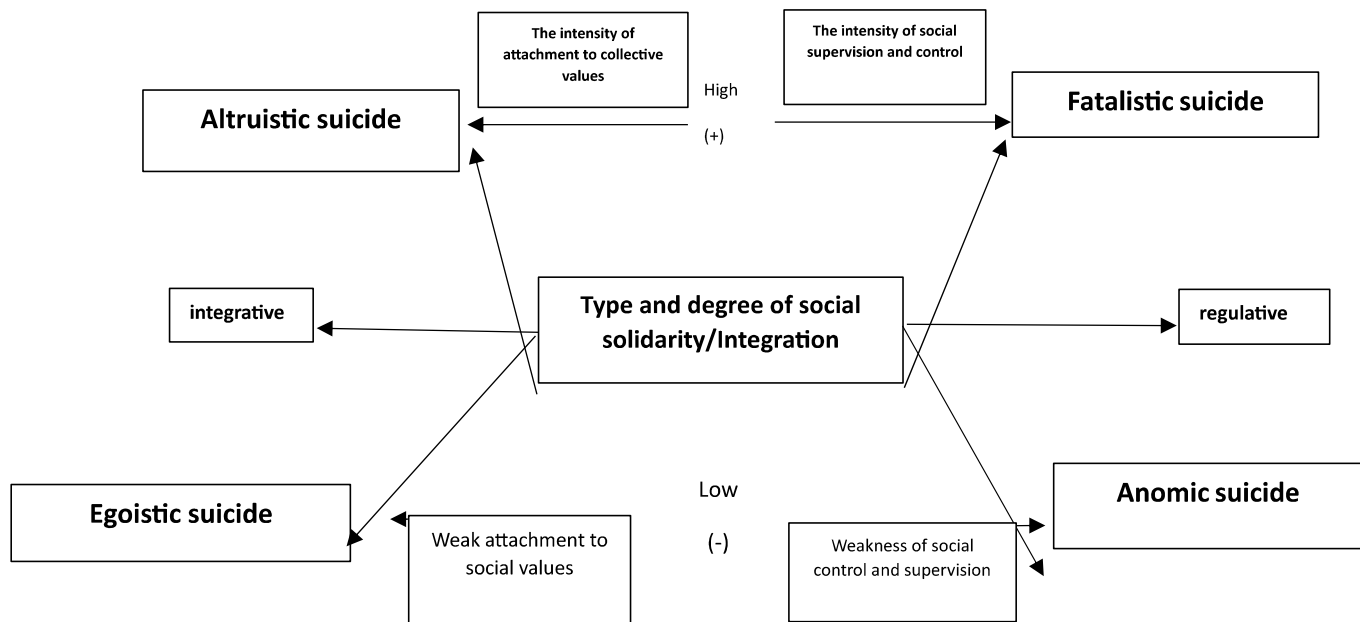 The intensity of
attachment to collective
values
The intensity of social
supervision and control
High
(+)
Altruistic suicide
Fatalistic suicide
Type and degree of social
solidarity/Integration
integrative
regulative
Low
(-)
Egoistic suicide
Anomic suicide
Weak attachment to
social values
Weakness of social
control and supervision